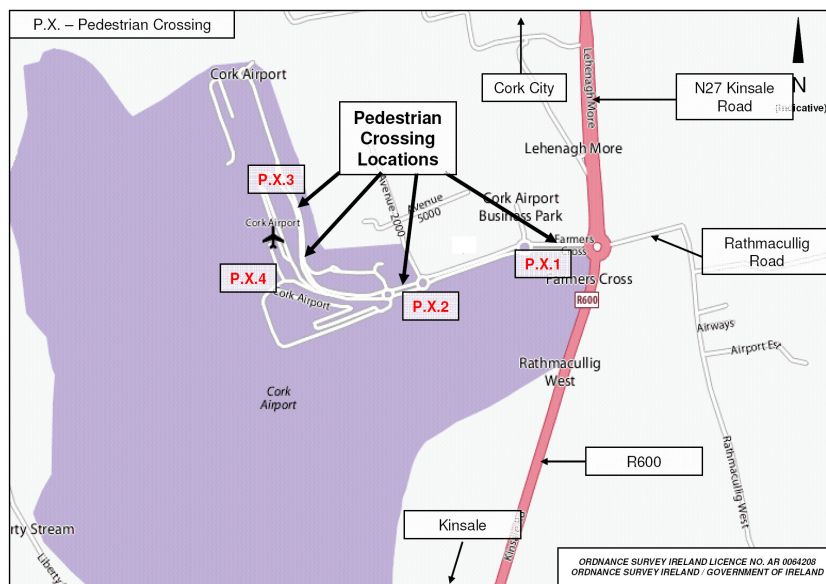 P.X. – Pedestrian Crossing
Cork Airport
Cork City
Lehenagh More
N27 Kinsale
Road
N
(indicative)
Pedestrian
Crossing
Locations
Lehenagh More
P.X.3
Avenue 2000
Avenue
5000
Cork Airport
Business Park
Cork Airport
Farmers
Cross
Rathmacullig
Road
P.X.1
P.X.4
Cork Airport
P.X.2
Farmers Cross
R600
Airways
Airport Es
Rathmacullig
West
Cork
Airport
Rathmacullig West
R600
Kinsale
rty Stream
Liberty
ORDNANCE SURVEY IRELAND LICENCE NO. AR 0064208
ORDNANCE SURVEY IRELAND / GOVERNMENT OF IRELAND